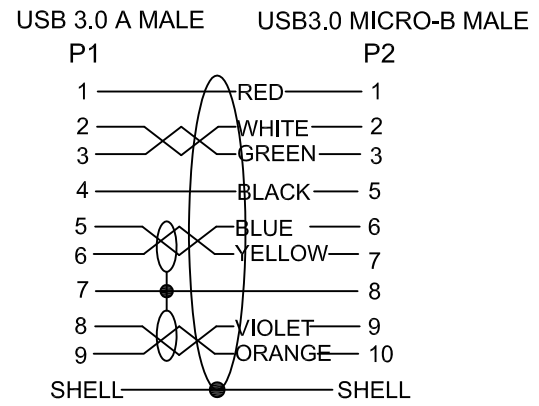 USB 3.0 A MALE USB3.0 MICRO-B MALE
P1 P2
1 RED 1
2 WHITE 2
3 GREEN 3
4 BLACK 5
5 BLUE 6
6 YELLOW 7
7 8
8 VIOLET 9
9 ORANGE 10
SHELL SHELL